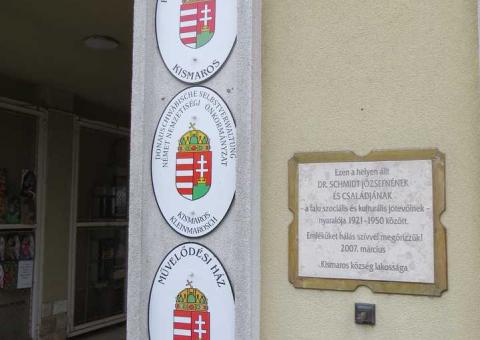 KISMAROS
DONAUSCHWÄBISCHE SELBSTVERWALTUNG
NÉMET NEMZETISÉGI ÖNKORMÁNYZAT
KISMAROS
KLEINMAROSCH
MŰVELŐDÉSI HÁZ
Ezen a helyen állt
DR. SCHMIDT JÓZSEFNÉNEK
ÉS CSALÁDJÁNAK
- a falu szociális és kulturális jótevőinek -
nyaralója 1921-1950 között.
Emléküket hálás szívvel megőrizzük!
2007. március
Kismaros község lakossága